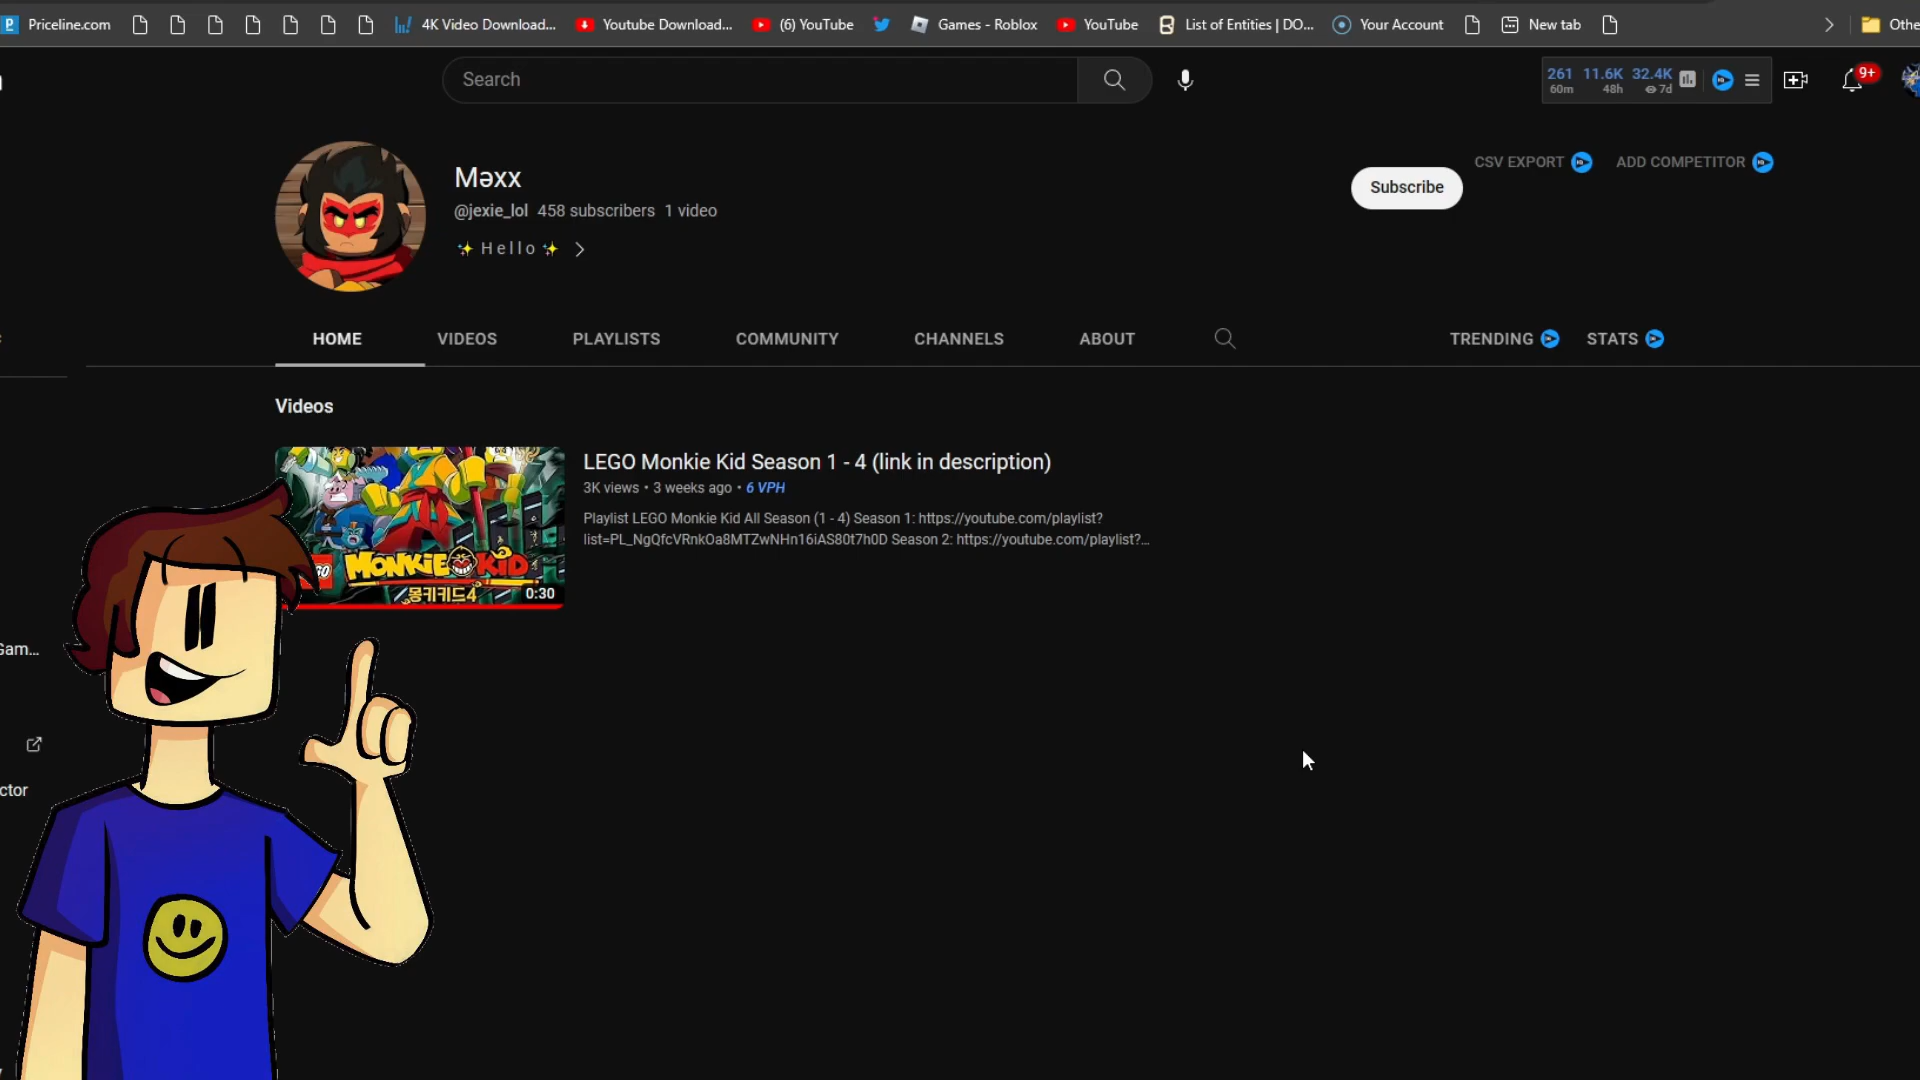 Priceline.com
4K Video Download...
Youtube Download...
(6) YouTube
Games - Roblox
YouTube
List of Entities | DO...
Your Account
New tab
Othe
Search
261 11.6K 32.4K
60m 48h 7d
9+
Məxx
@jexie_lol 458 subscribers 1 video
✨ H e l l o ✨
Subscribe
CSV EXPORT
ADD COMPETITOR
HOME
VIDEOS
PLAYLISTS
COMMUNITY
CHANNELS
ABOUT
TRENDING
STATS
Videos
MONKIE KID
몽키키드4
0:30
LEGO Monkie Kid Season 1 - 4 (link in description)
3K views • 3 weeks ago • 6 VPH
Playlist LEGO Monkie Kid All Season (1 - 4) Season 1: https://youtube.com/playlist?
list=PL_NgQfcVRnkOa8MTZwNHn16iAS80t7h0D Season 2: https://youtube.com/playlist?...
Gam...
ctor